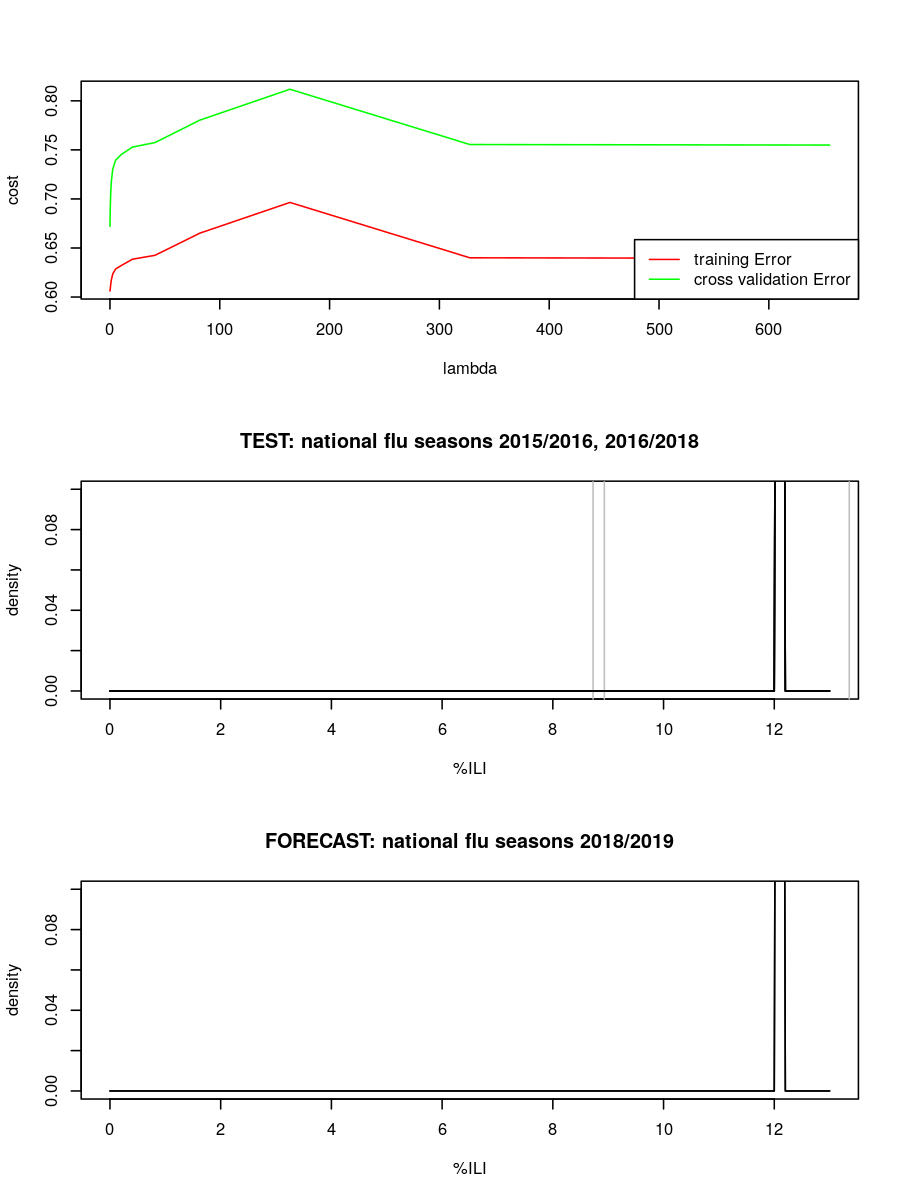 0.80
0.75
0.70
0.65
0.60
cost
training Error
cross validation Error
0 100 200 300 400 500 600
lambda
TEST: national flu seasons 2015/2016, 2016/2018
0.08
0.04
0.00
density
0 2 4 6 8 10 12
%ILI
FORECAST: national flu seasons 2018/2019
0.08
0.04
0.00
density
0 2 4 6 8 10 12
%ILI